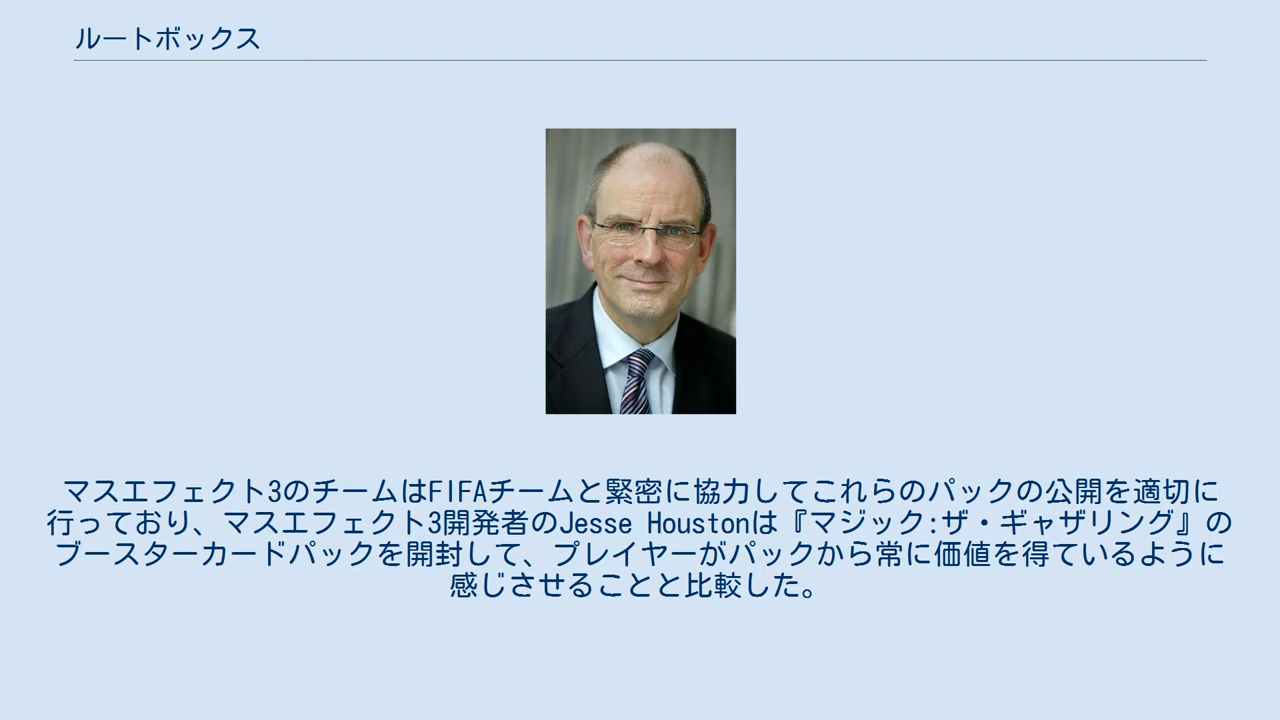 ルートボックス
マスエフェクト3のチームはFIFAチームと緊密に協力してこれらのパックの公開を適切に
行っており、マスエフェクト3開発者のJesse Houstonは『マジック:ザ・ギャザリング』の
ブースターカードパックを開封して、プレイヤーがパックから常に価値を得ているように
感じさせることと比較した。